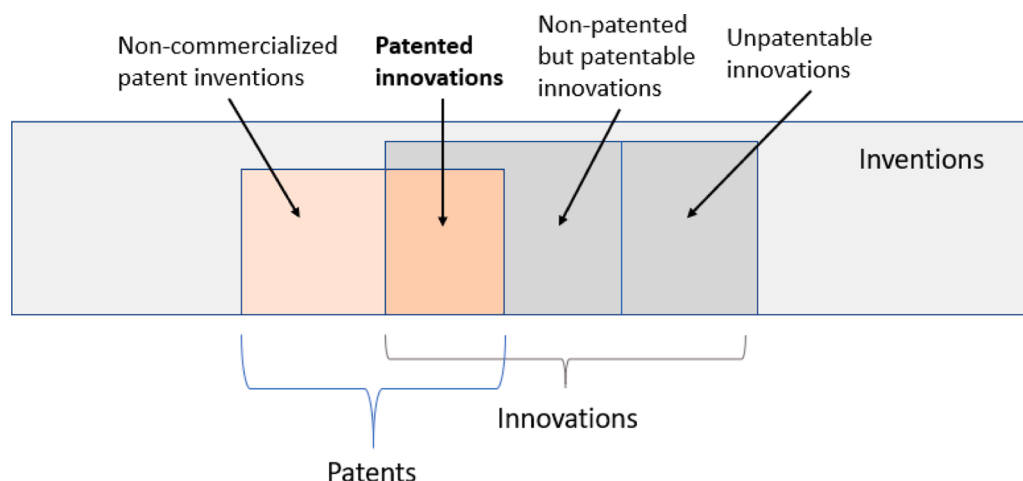 Non-commercialized
patent inventions
Patented
innovations
Non-patented
but patentable
innovations
Unpatentable
innovations
Inventions
Innovations
Patents